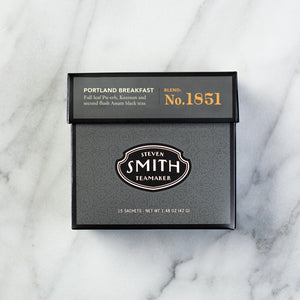 PORTLAND BREAKFAST
Full leaf Pu-erh, Keemun and
second flush Assam black teas.
BLEND:
No.1851
STEVEN
SMITH
TEAMAKER
15 SACHETS · NET WT 1.48 OZ (42 G)